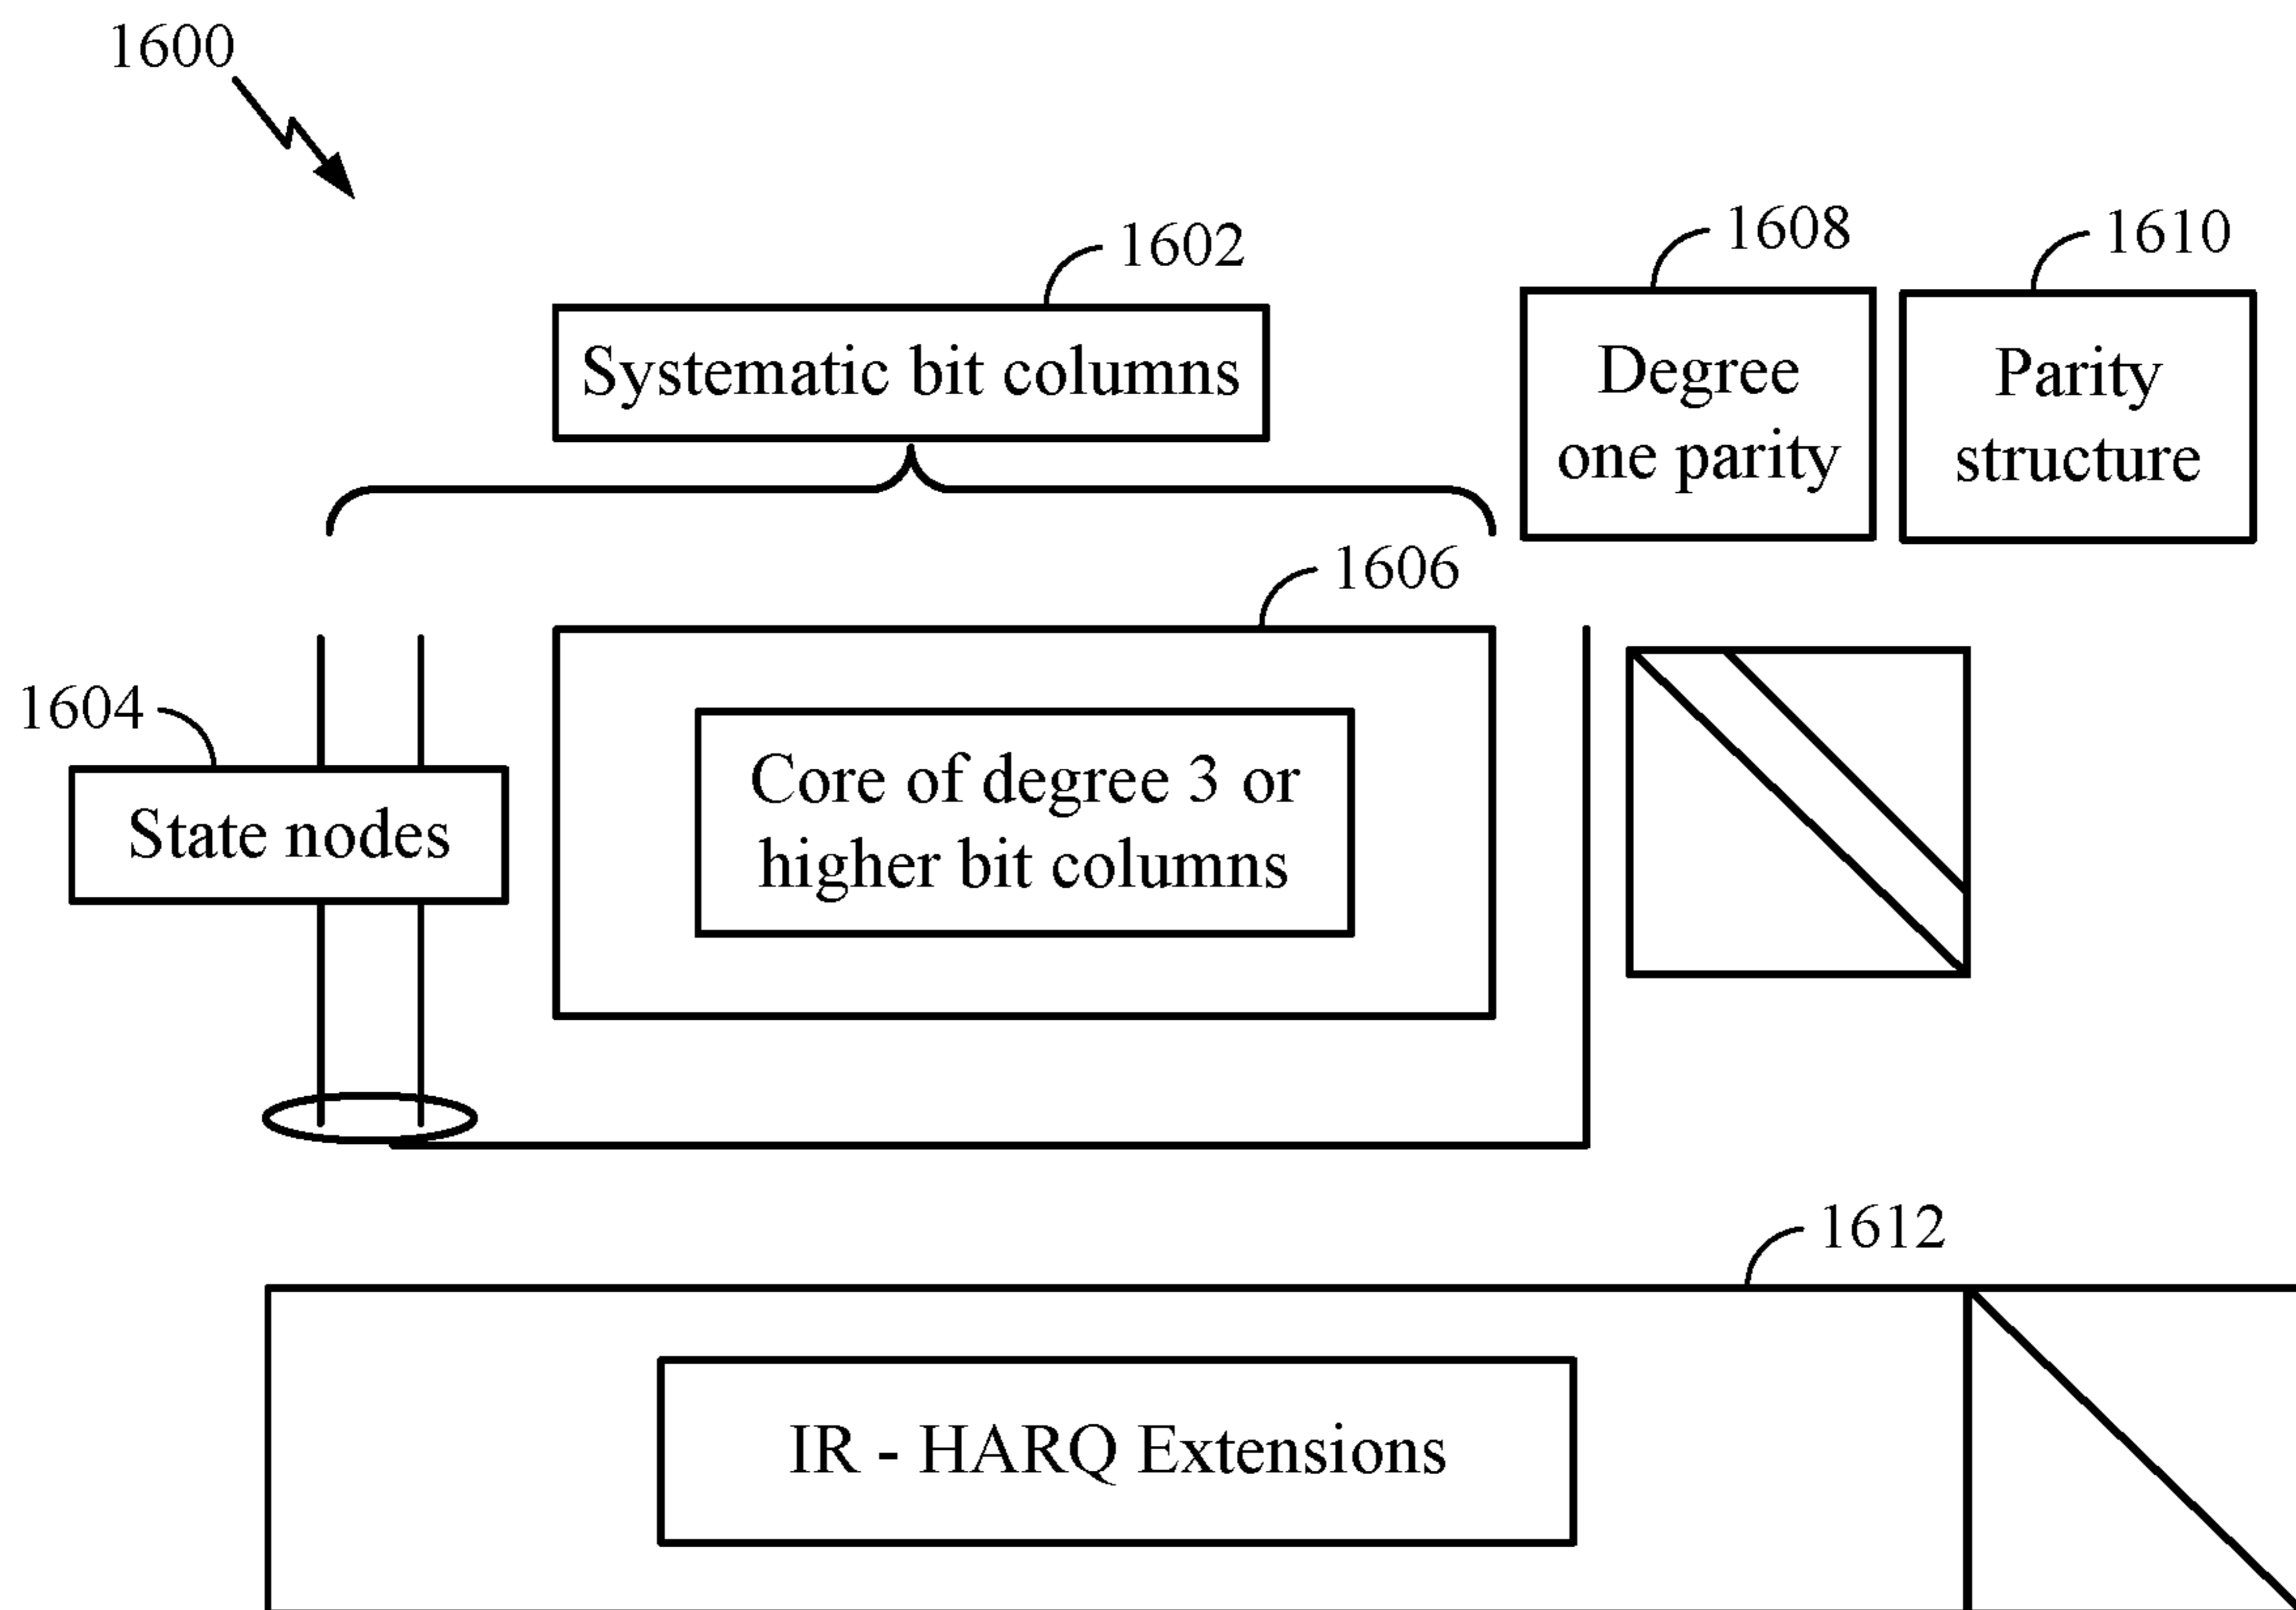 1600
1602
1608
1610
Systematic bit columns
Degree
one parity
Parity
structure
1606
1604
State nodes
Core of degree 3 or
higher bit columns
1612
IR - HARQ Extensions